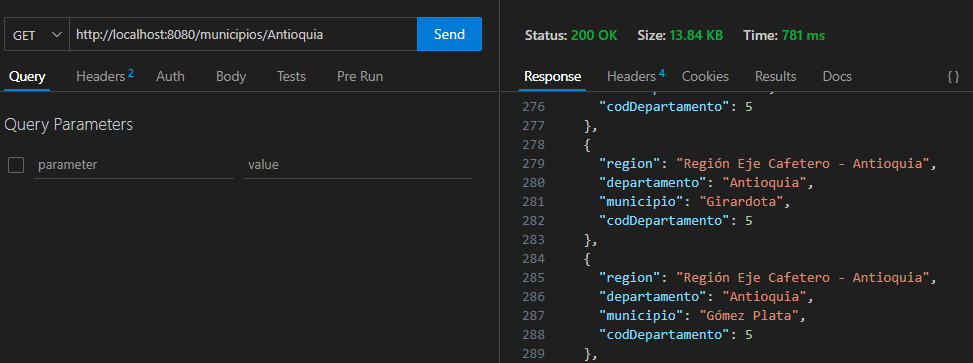 GET http://localhost:8080/municipios/Antioquia Send
Query Headers 2 Auth Body Tests Pre Run
Query Parameters
parameter value
Status: 200 OK Size: 13.84 KB Time: 781 ms
Response Headers 4 Cookies Results Docs { }
276 "codDepartamento": 5
277 },
278 {
279 "region": "Región Eje Cafetero - Antioquia",
280 "departamento": "Antioquia",
281 "municipio": "Girardota",
282 "codDepartamento": 5
283 },
284 {
285 "region": "Región Eje Cafetero - Antioquia",
286 "departamento": "Antioquia",
287 "municipio": "Gómez Plata",
288 "codDepartamento": 5
289 },